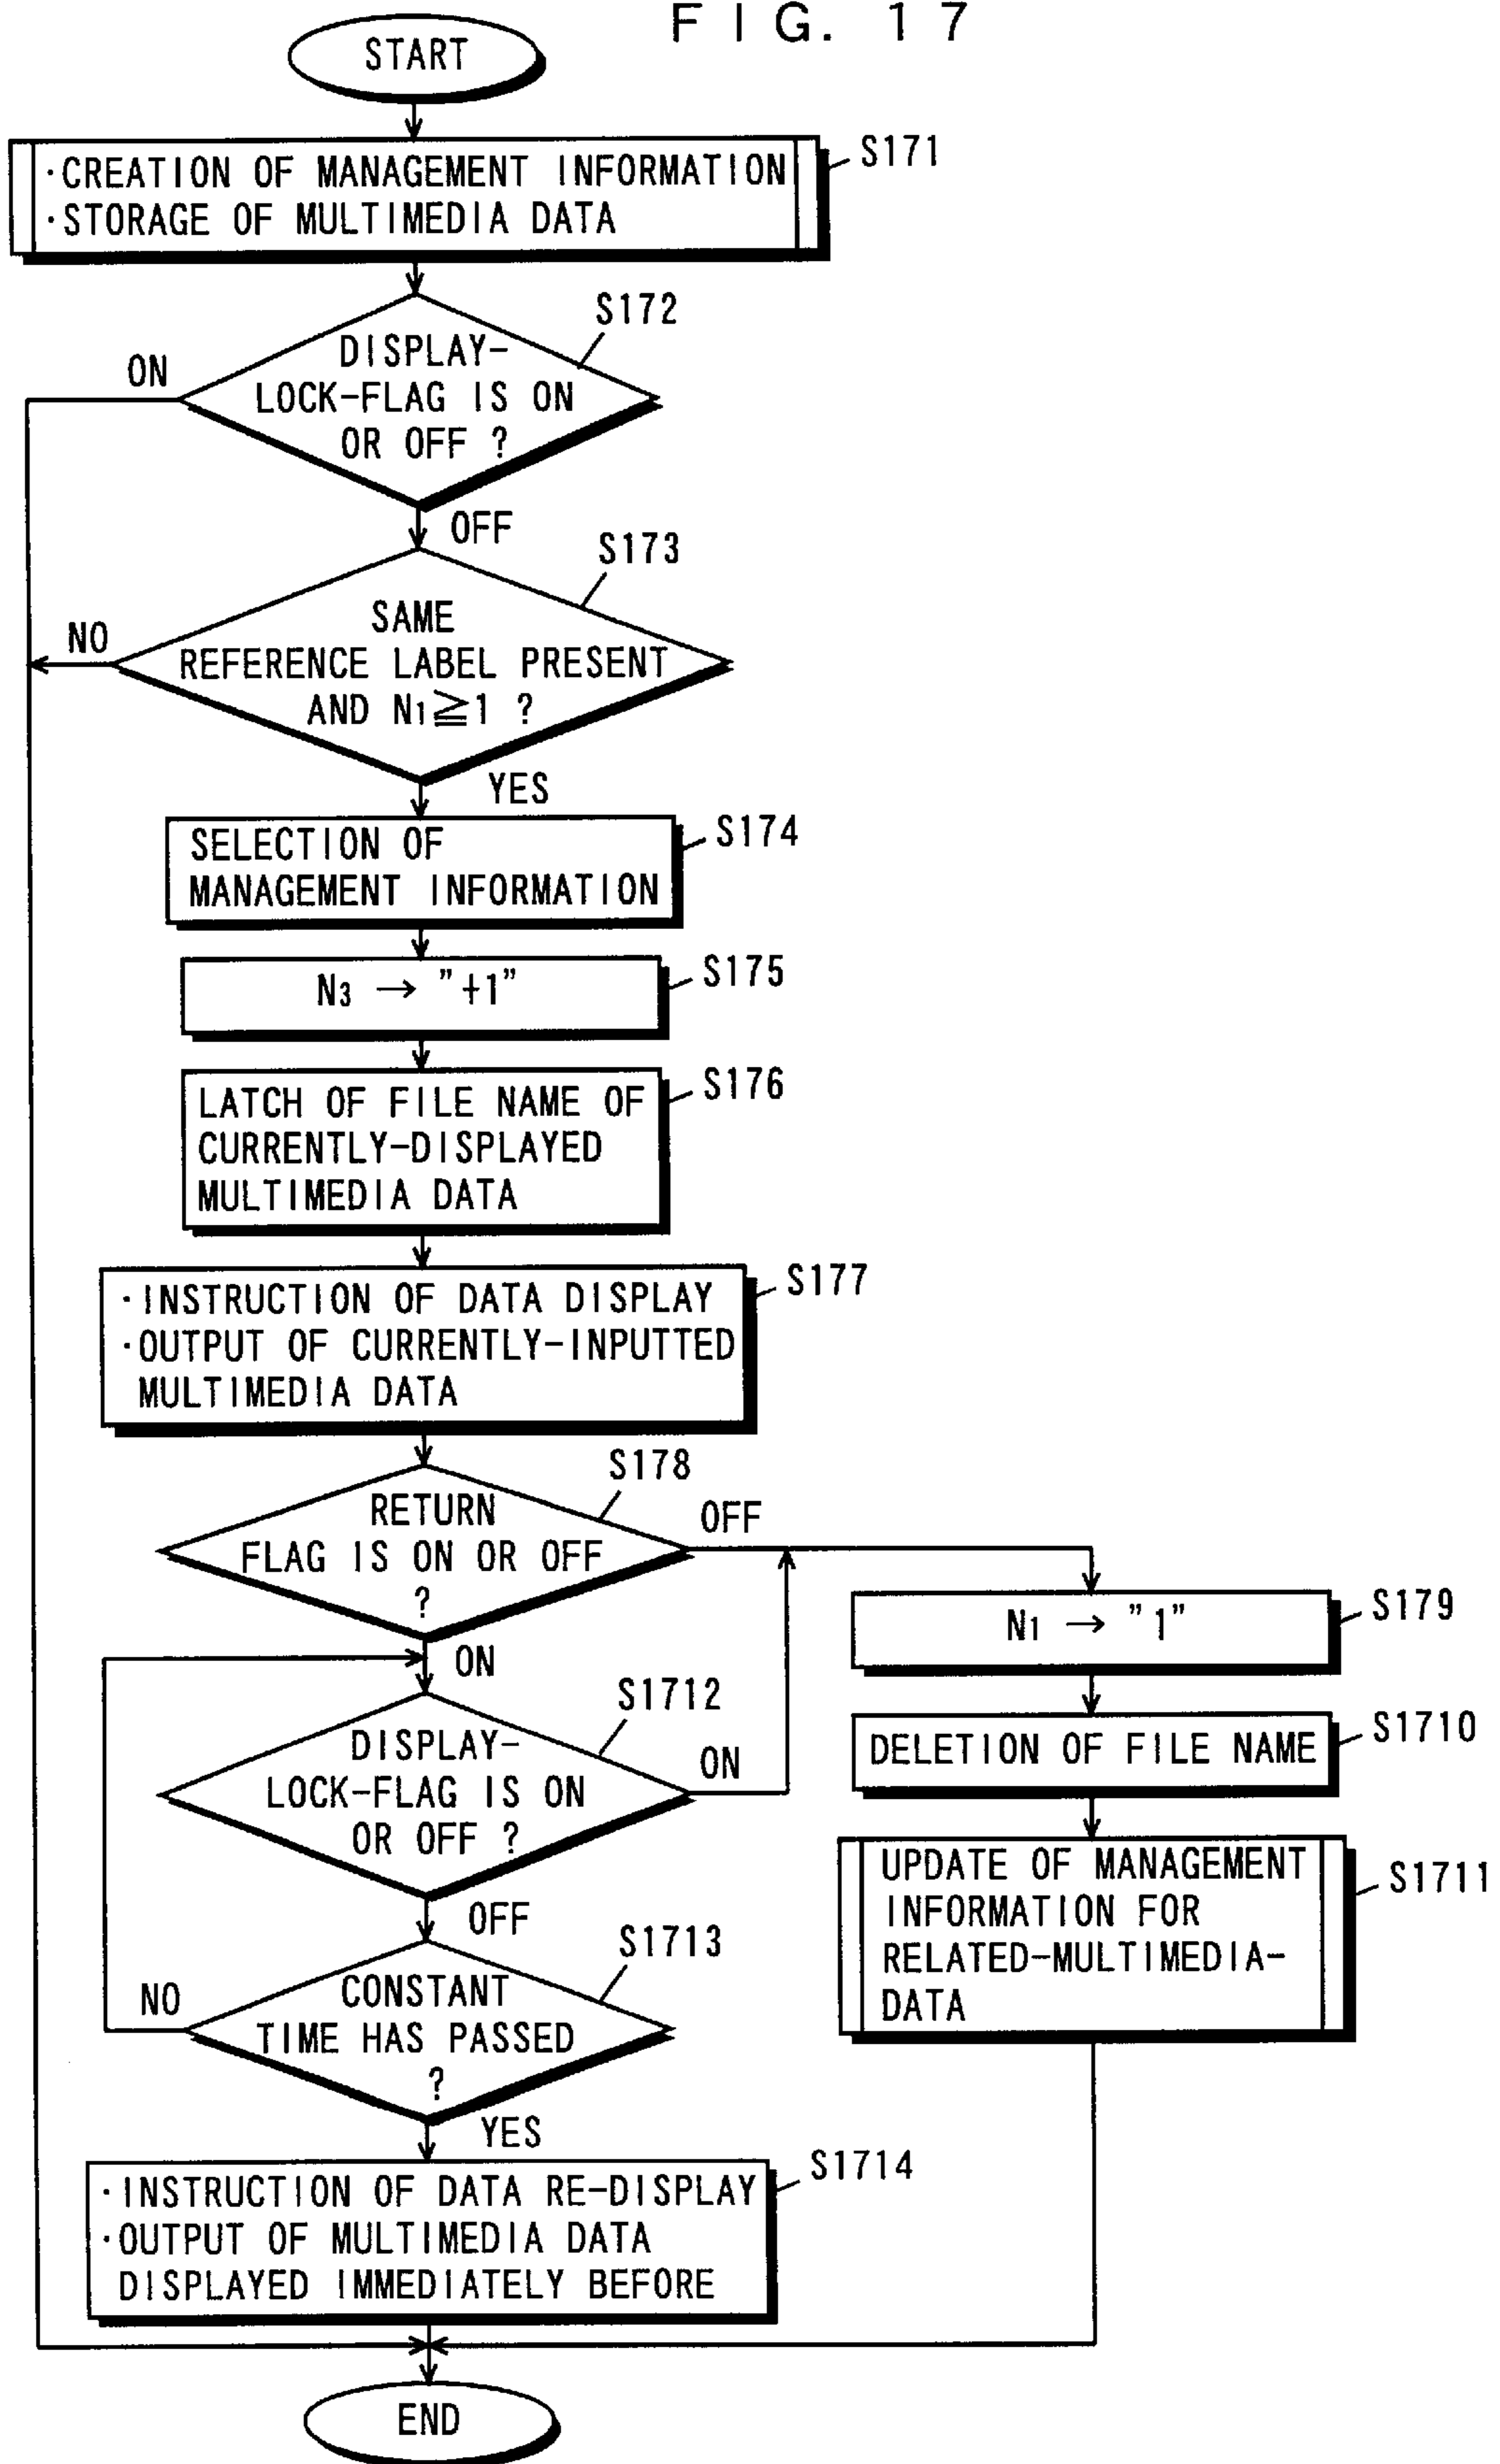 FIG. 17
START
·CREATION OF MANAGEMENT INFORMATION
·STORAGE OF MULTIMEDIA DATA
S171
S172
DISPLAY-
LOCK-FLAG IS ON
OR OFF ?
ON
OFF
S173
SAME
REFERENCE LABEL PRESENT
AND N1≧1 ?
NO
YES
SELECTION OF
MANAGEMENT INFORMATION
S174
N3 → "+1"
S175
LATCH OF FILE NAME OF
CURRENTLY-DISPLAYED
MULTIMEDIA DATA
S176
·INSTRUCTION OF DATA DISPLAY
·OUTPUT OF CURRENTLY-INPUTTED
MULTIMEDIA DATA
S177
S178
RETURN
FLAG IS ON OR OFF
?
OFF
ON
N1 → "1"
S179
DELETION OF FILE NAME
S1710
UPDATE OF MANAGEMENT
INFORMATION FOR
RELATED-MULTIMEDIA-
DATA
S1711
S1712
DISPLAY-
LOCK-FLAG IS ON
OR OFF ?
ON
OFF
S1713
CONSTANT
TIME HAS PASSED
?
NO
YES
·INSTRUCTION OF DATA RE-DISPLAY
·OUTPUT OF MULTIMEDIA DATA
DISPLAYED IMMEDIATELY BEFORE
S1714
END